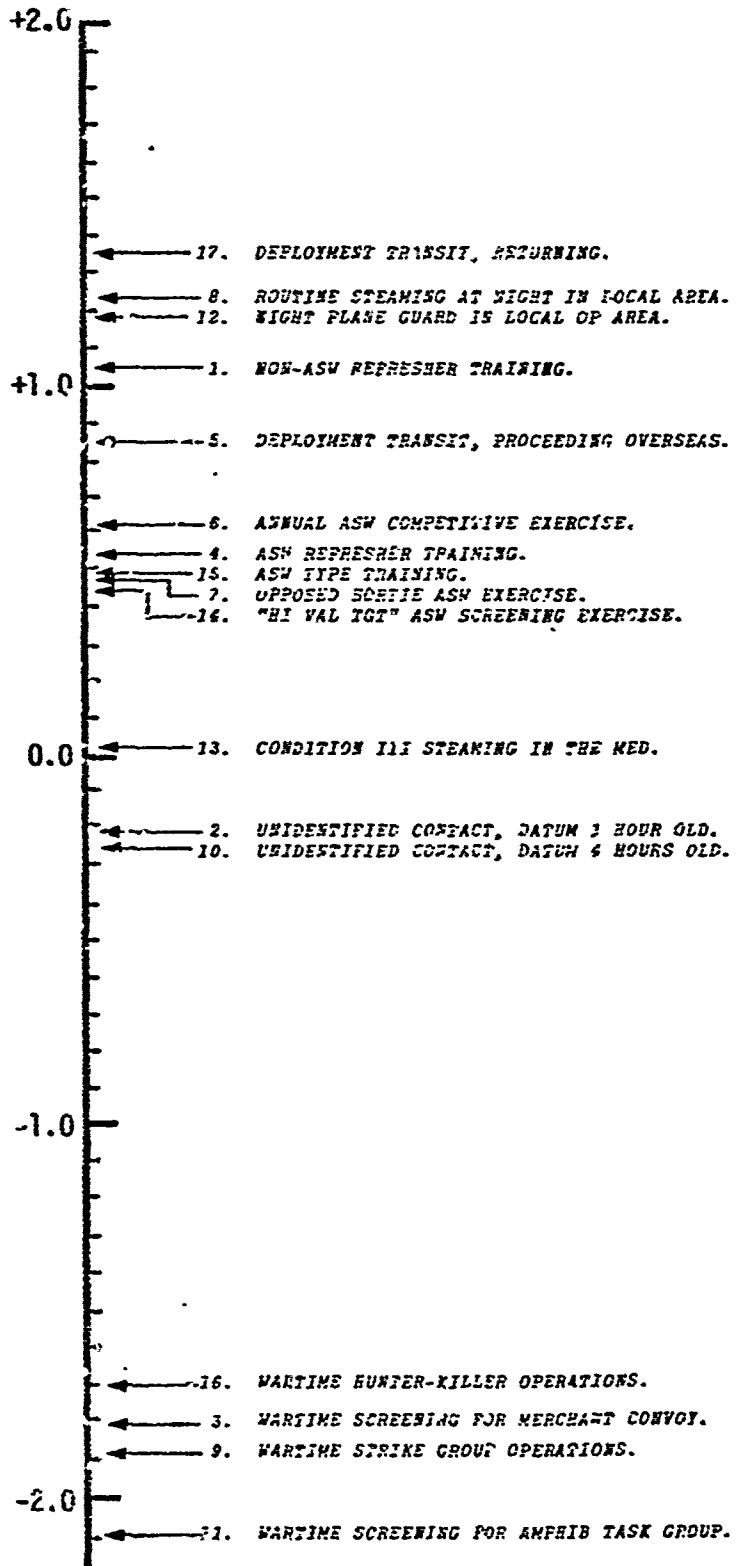 +2.0
17. DEPLOYMENT TRANSIT, RETURNING.
8. ROUTINE STEAMING AT NIGHT IN LOCAL AREA.
12. NIGHT PLANE GUARD IN LOCAL OP AREA.
1. NON-ASW REFRESHER TRAINING.
+1.0
5. DEPLOYMENT TRANSIT, PROCEEDING OVERSEAS.
6. ANNUAL ASW COMPETITIVE EXERCISE.
4. ASW REFRESHER TRAINING.
15. ASW TYPE TRAINING.
7. OPPOSED SORTIE ASW EXERCISE.
14. "HI VAL TGT" ASW SCREENING EXERCISE.
13. CONDITION III STEAMING IN THE MED.
0.0
2. UNIDENTIFIED CONTACT, DATUM HOUR OLD.
10. UNIDENTIFIED CONTACT, DATUM HOURS OLD.
-1.0
16. WARTIME HUNTER-KILLER OPERATIONS.
3. WARTIME SCREENING FOR MERCHANT CONVOY.
9. WARTIME STRIKE GROUP OPERATIONS.
-2.0
11. WARTIME SCREENING FOR AMPHIB TASK GROUP.